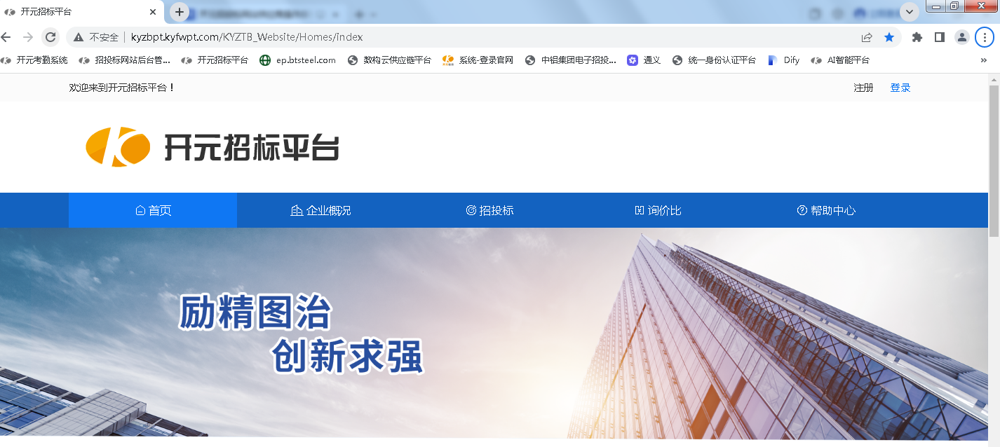 开元招标平台
不安全 kyzbpt.kyfwpt.com/KYZTB_Website/Homes/index
开元考勤系统 招投标网站后台管... 开元招标平台 ep.btsteel.com 数构云供应链平台 系统-登录官网 中铝集团电子招投... 通义 统一身份认证平台 Dify AI智能平台 »
欢迎来到开元招标平台！ 注册 登录
开元招标平台
首页 企业概况 招投标 询价比 帮助中心
励精图治
创新求强